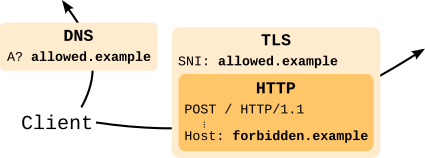 DNS
A? allowed.example
TLS
SNI: allowed.example
HTTP
POST / HTTP/1.1
⋮
Host: forbidden.example
Client